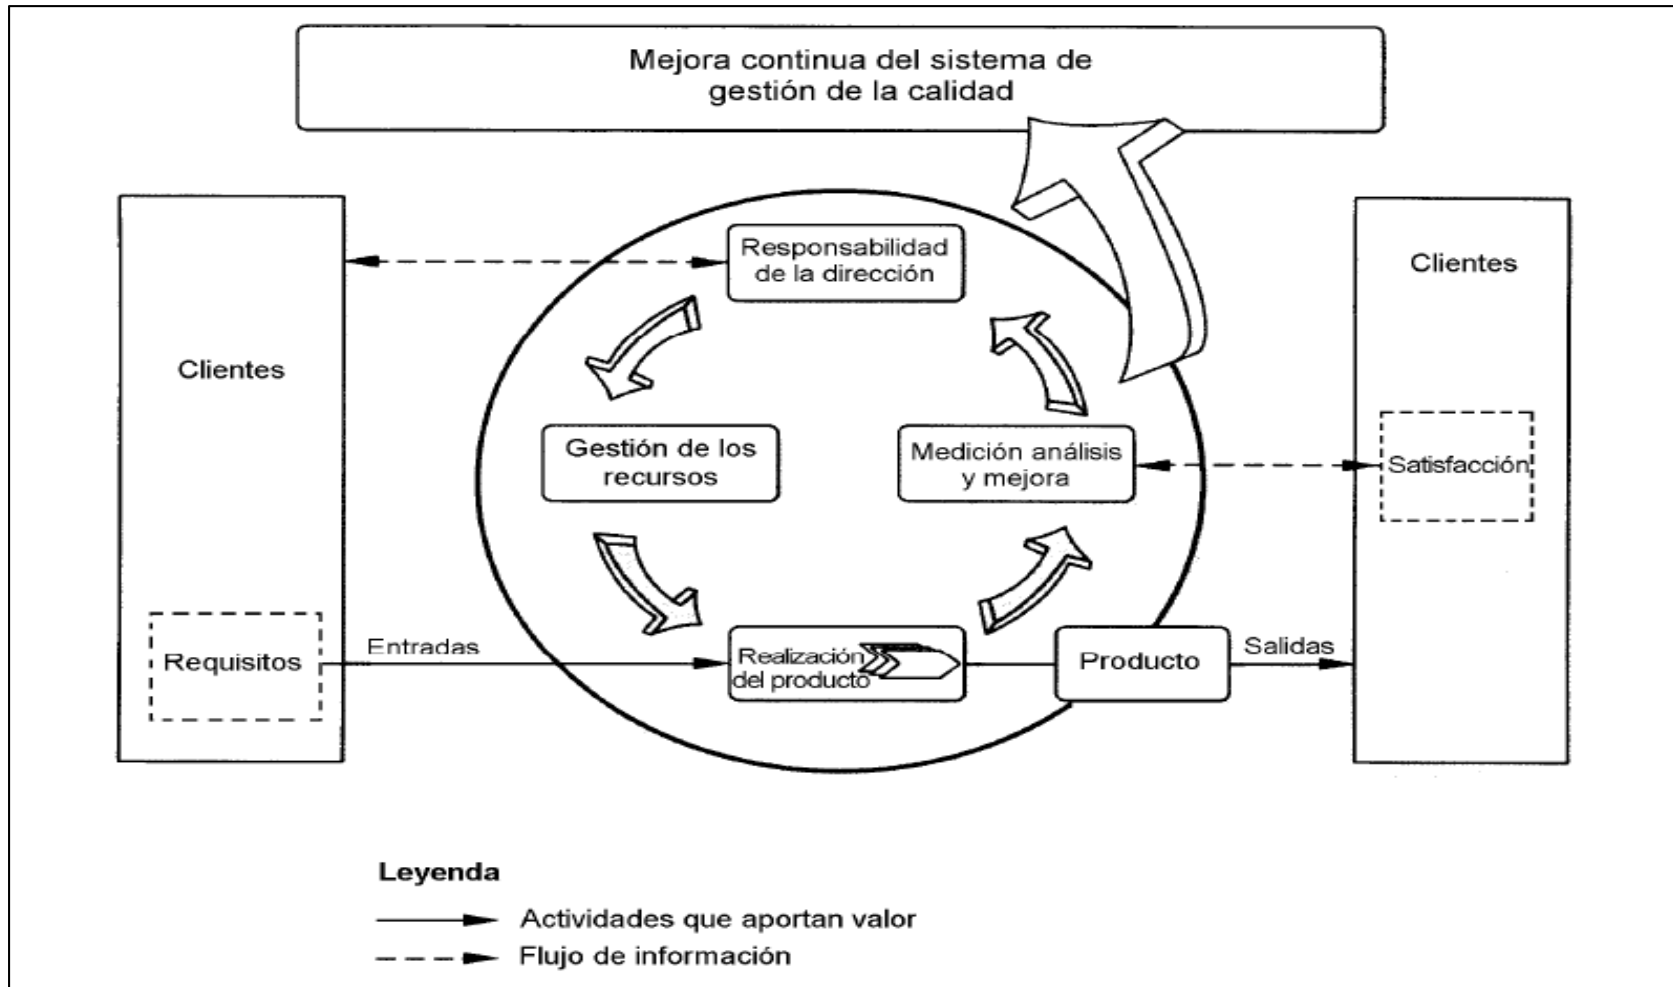 Mejora continua del sistema de
gestión de la calidad
Responsabilidad
de la dirección
Clientes
Clientes
Gestión de los
recursos
Medición análisis
y mejora
Satisfacción
Requisitos
Entradas
Realización
del producto
Producto
Salidas
Leyenda
Actividades que aportan valor
Flujo de información